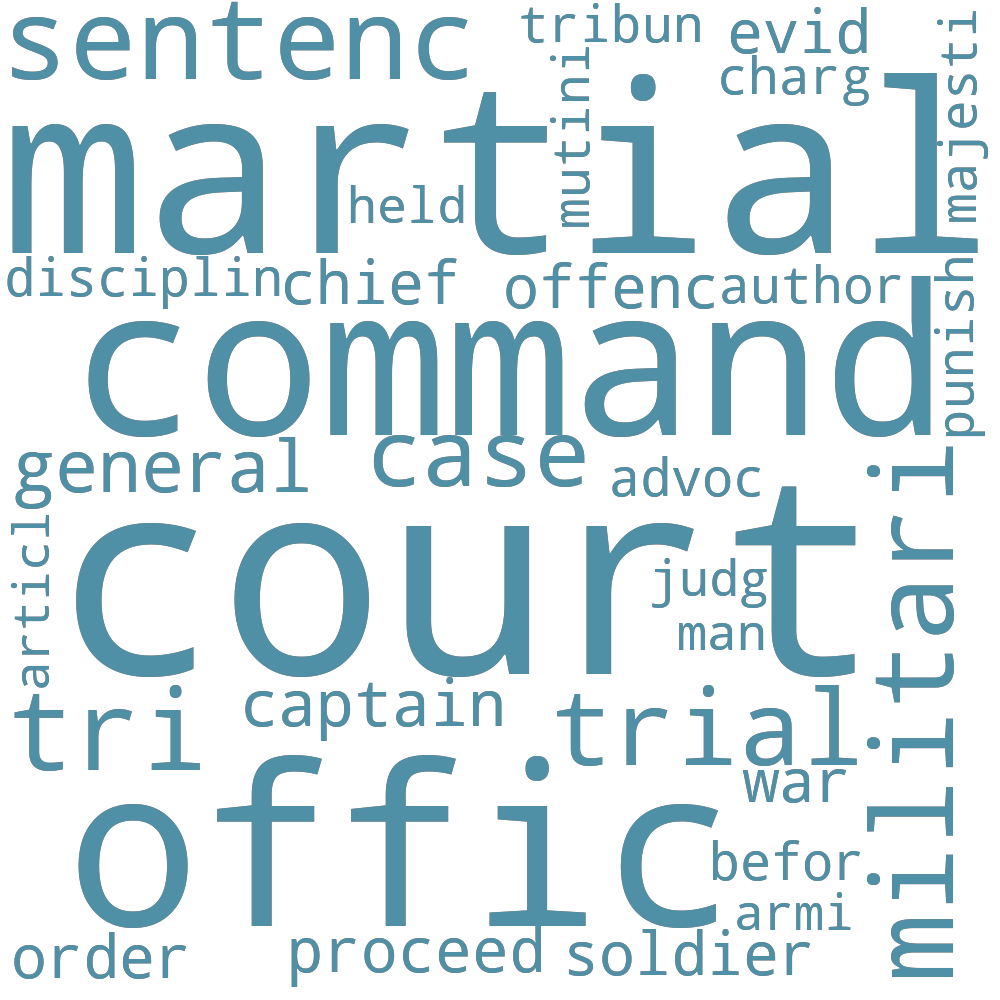 sentenc
tribun
evid
charg
majesti
mutini
martial
held
disciplin
chief
offenc
author
punish
command
general
case
advoc
articl
court
judg
man
militari
tri
captain
trial
war
offic
befor
armi
order
proceed
soldier